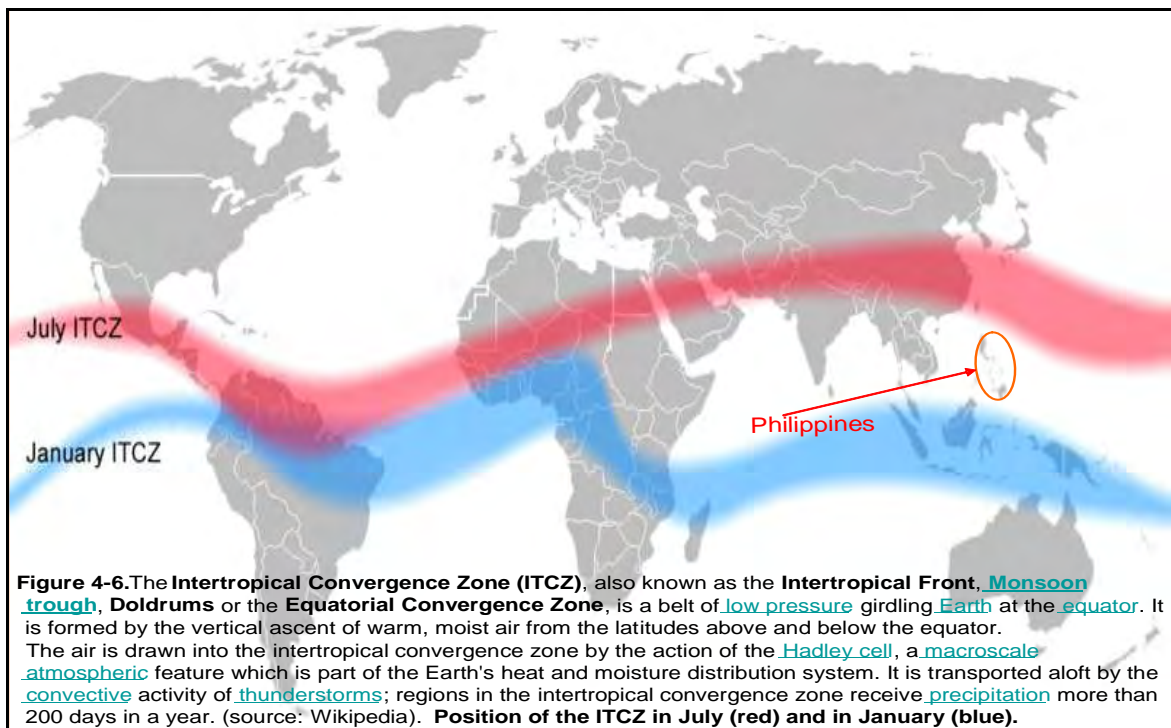 July ITCZ
Philippines
January ITCZ
Figure 4-6.The Intertropical Convergence Zone (ITCZ), also known as the Intertropical Front, Monsoon
trough, Doldrums or the Equatorial Convergence Zone, is a belt of low pressure girdling Earth at the equator. It
is formed by the vertical ascent of warm, moist air from the latitudes above and below the equator.
The air is drawn into the intertropical convergence zone by the action of the Hadley cell, a macroscale
atmospheric feature which is part of the Earth's heat and moisture distribution system. It is transported aloft by the
convective activity of thunderstorms; regions in the intertropical convergence zone receive precipitation more than
200 days in a year. (source: Wikipedia). Position of the ITCZ in July (red) and in January (blue).